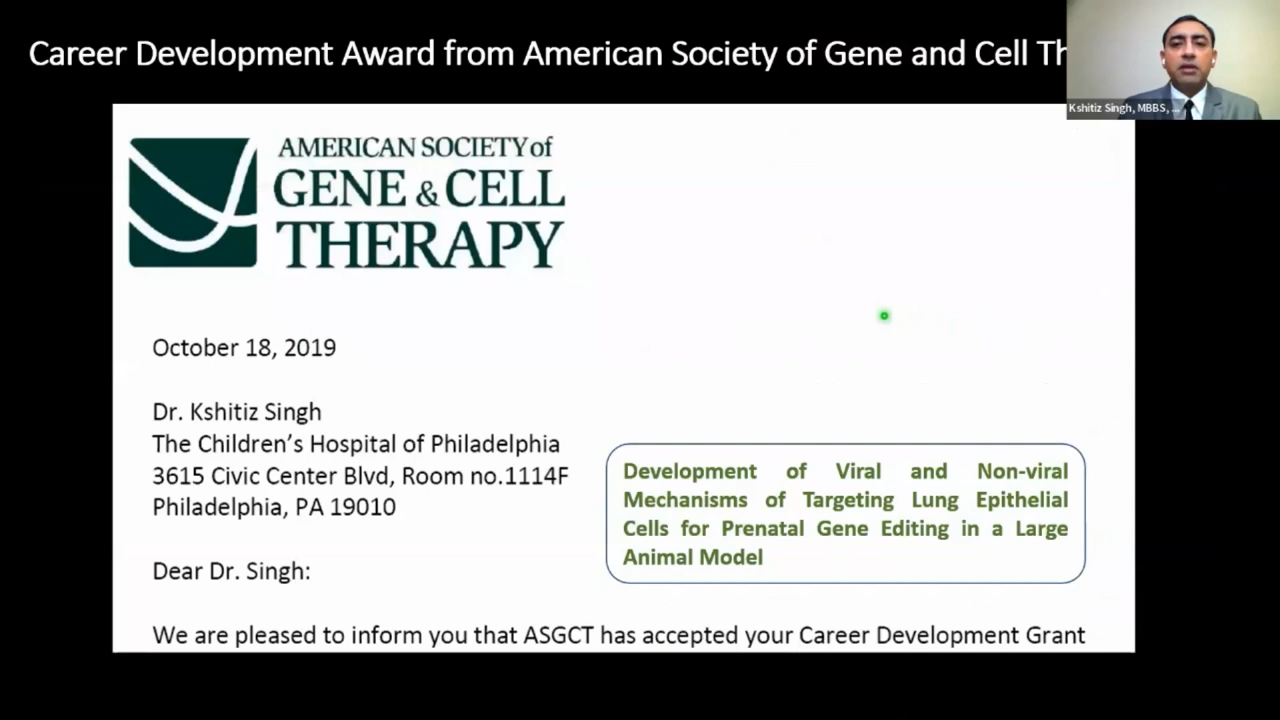 Career Development Award from American Society of Gene and Cell Th
Kshitiz Singh, MBBS, ...
AMERICAN SOCIETY of
GENE & CELL
THERAPY
October 18, 2019
Dr. Kshitiz Singh
The Children's Hospital of Philadelphia
3615 Civic Center Blvd, Room no.1114F
Philadelphia, PA 19010
Development of Viral and Non-viral
Mechanisms of Targeting Lung Epithelial
Cells for Prenatal Gene Editing in a Large
Animal Model
Dear Dr. Singh:
We are pleased to inform you that ASGCT has accepted your Career Development Grant